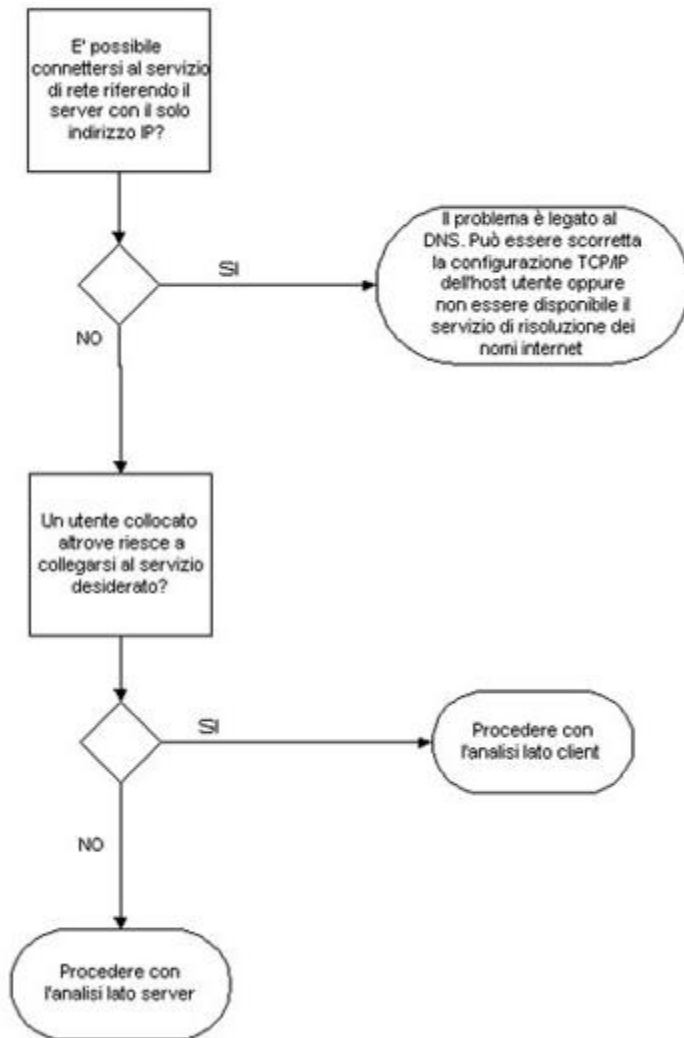 E' possibile
connettersi al servizio
di rete riferendo il
server con il solo
indirizzo IP?
SI
Il problema è legato al
DNS. Può essere scorretta
la configurazione TCP/IP
dell'host utente oppure
non essere disponibile il
servizio di risoluzione dei
nomi internet
NO
Un utente collocato
altrove riesce a
collegarsi al servizio
desiderato?
SI
Procedere con
l'analisi lato client
NO
Procedere con
l'analisi lato server